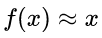 f(x) ≈ x